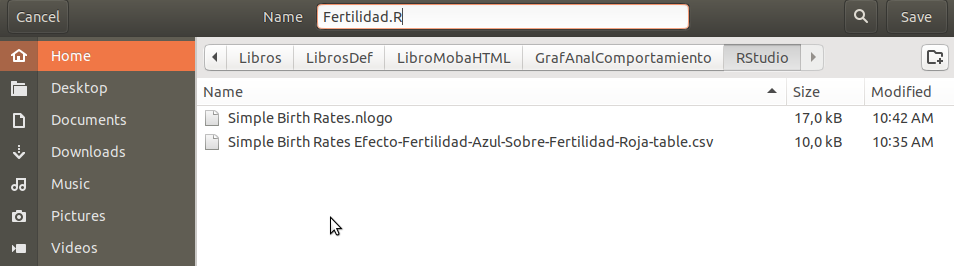 Cancel Name Fertilidad.R Save
Home Libros LibrosDef LibroMobaHTML GrafAnalComportamiento RStudio
Desktop Name Size Modified
Documents Simple Birth Rates.nlogo 17,0 kB 10:42 AM
Downloads Simple Birth Rates Efecto-Fertilidad-Azul-Sobre-Fertilidad-Roja-table.csv 10,0 kB 10:35 AM
Music
Pictures
Videos